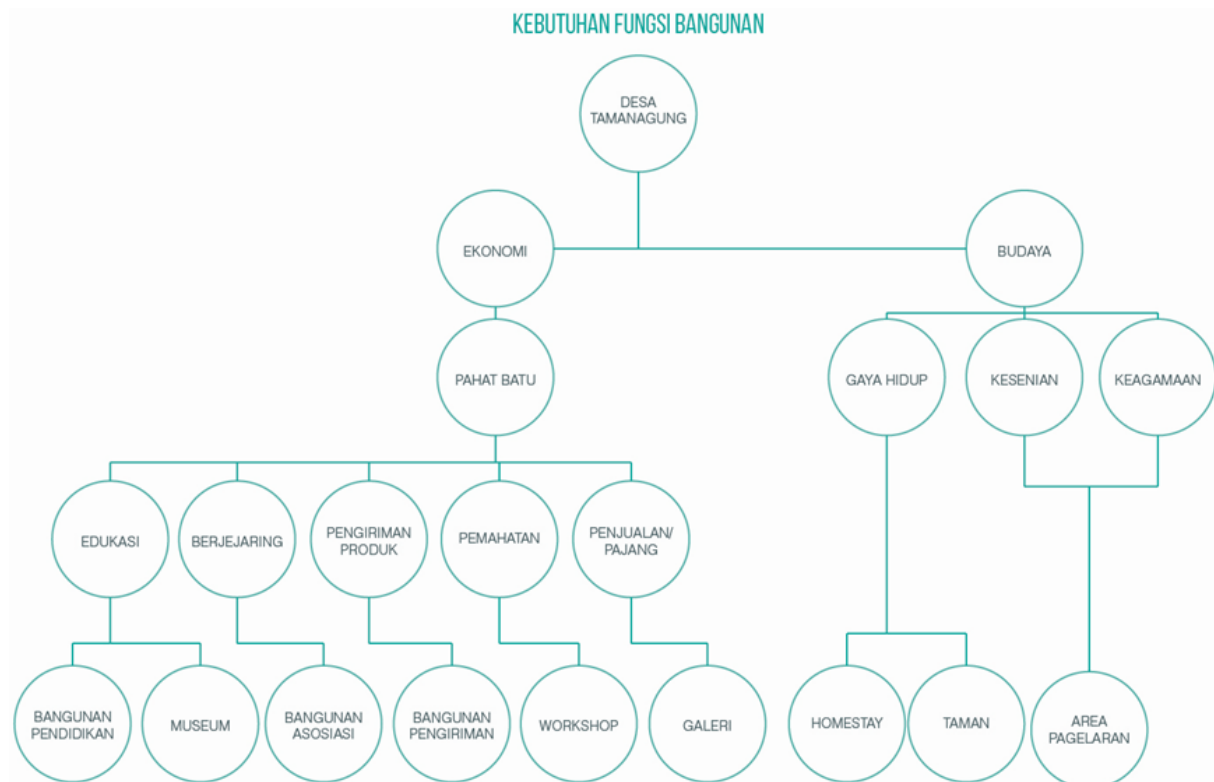 KEBUTUHAN FUNGSI BANGUNAN
DESA
TAMANAGUNG
EKONOMI
BUDAYA
PAHAT BATU
GAYA HIDUP
KESENIAN
KEAGAMAAN
EDUKASI
BERJEJARING
PENGIRIMAN
PRODUK
PEMAHATAN
PENJUALAN/
PAJANG
BANGUNAN
PENDIDIKAN
MUSEUM
BANGUNAN
ASOSIASI
BANGUNAN
PENGIRIMAN
WORKSHOP
GALERI
HOMESTAY
TAMAN
AREA
PAGELARAN